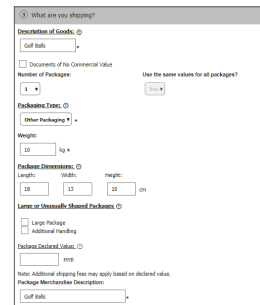 3 What are you shipping?
Description of Goods: ?
Golf Balls *
Documents of No Commercial Value
Number of Packages: Use the same values for all packages?
1 ▼ Yes ▼
Packaging Type: ?
Other Packaging ▼ *
Weight:
10 kg *
Package Dimensions: ?
Length: Width: Height:
18 13 10 cm
Large or Unusually Shaped Packages ?
Large Package
Additional Handling
Package Declared Value: ?
MYR
Note: Additional shipping fees may apply based on declared value.
Package Merchandise Description:
Golf Balls *